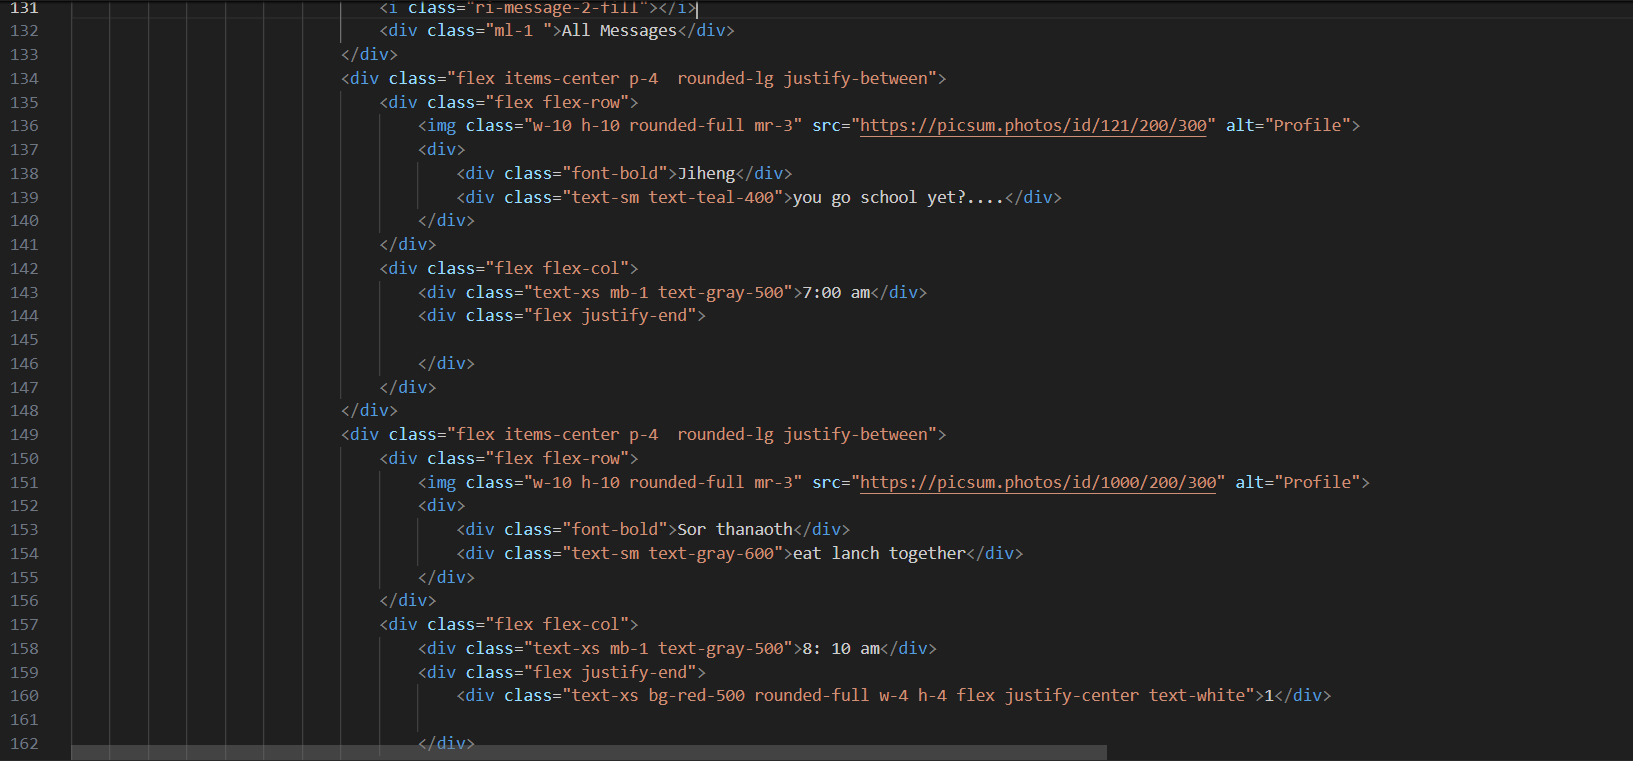 131 <i class="ri-message-2-fill"></i>
132 <div class="ml-1 ">All Messages</div>
133 </div>
134 <div class="flex items-center p-4  rounded-lg justify-between">
135 <div class="flex flex-row">
136 <img class="w-10 h-10 rounded-full mr-3" src="https://picsum.photos/id/121/200/300" alt="Profile">
137 <div>
138 <div class="font-bold">Jiheng</div>
139 <div class="text-sm text-teal-400">you go school yet?....</div>
140 </div>
141 </div>
142 <div class="flex flex-col">
143 <div class="text-xs mb-1 text-gray-500">7:00 am</div>
144 <div class="flex justify-end">
145
146 </div>
147 </div>
148 </div>
149 <div class="flex items-center p-4  rounded-lg justify-between">
150 <div class="flex flex-row">
151 <img class="w-10 h-10 rounded-full mr-3" src="https://picsum.photos/id/1000/200/300" alt="Profile">
152 <div>
153 <div class="font-bold">Sor thanaoth</div>
154 <div class="text-sm text-gray-600">eat lanch together</div>
155 </div>
156 </div>
157 <div class="flex flex-col">
158 <div class="text-xs mb-1 text-gray-500">8: 10 am</div>
159 <div class="flex justify-end">
160 <div class="text-xs bg-red-500 rounded-full w-4 h-4 flex justify-center text-white">1</div>
161
162 </div>